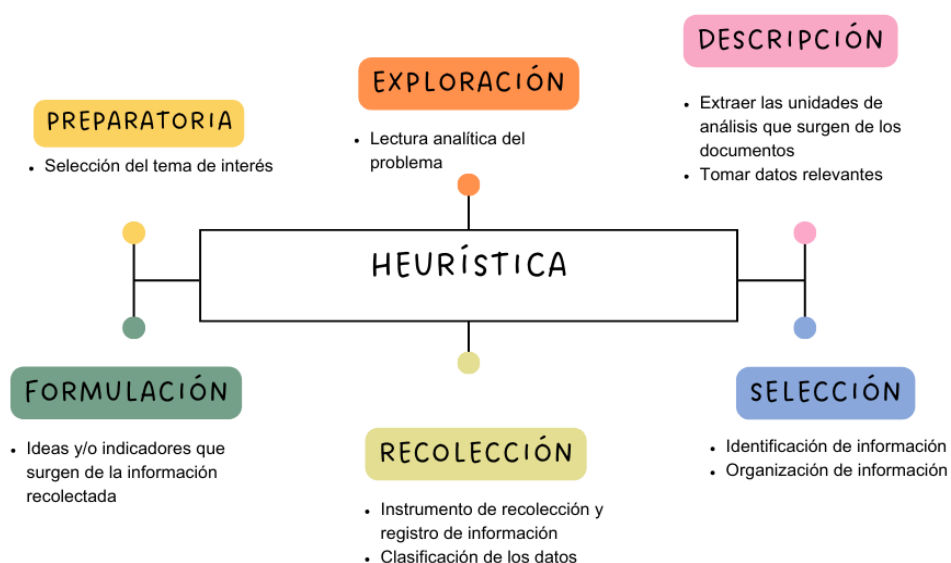 PREPARATORIA
• Selección del tema de interés
EXPLORACIÓN
• Lectura analítica del
problema
DESCRIPCIÓN
• Extraer las unidades de
análisis que surgen de los
documentos
• Tomar datos relevantes
HEURÍSTICA
FORMULACIÓN
• Ideas y/o indicadores que
surgen de la información
recolectada
RECOLECCIÓN
• Instrumento de recolección y
registro de información
• Clasificación de los datos
SELECCIÓN
• Identificación de información
• Organización de información